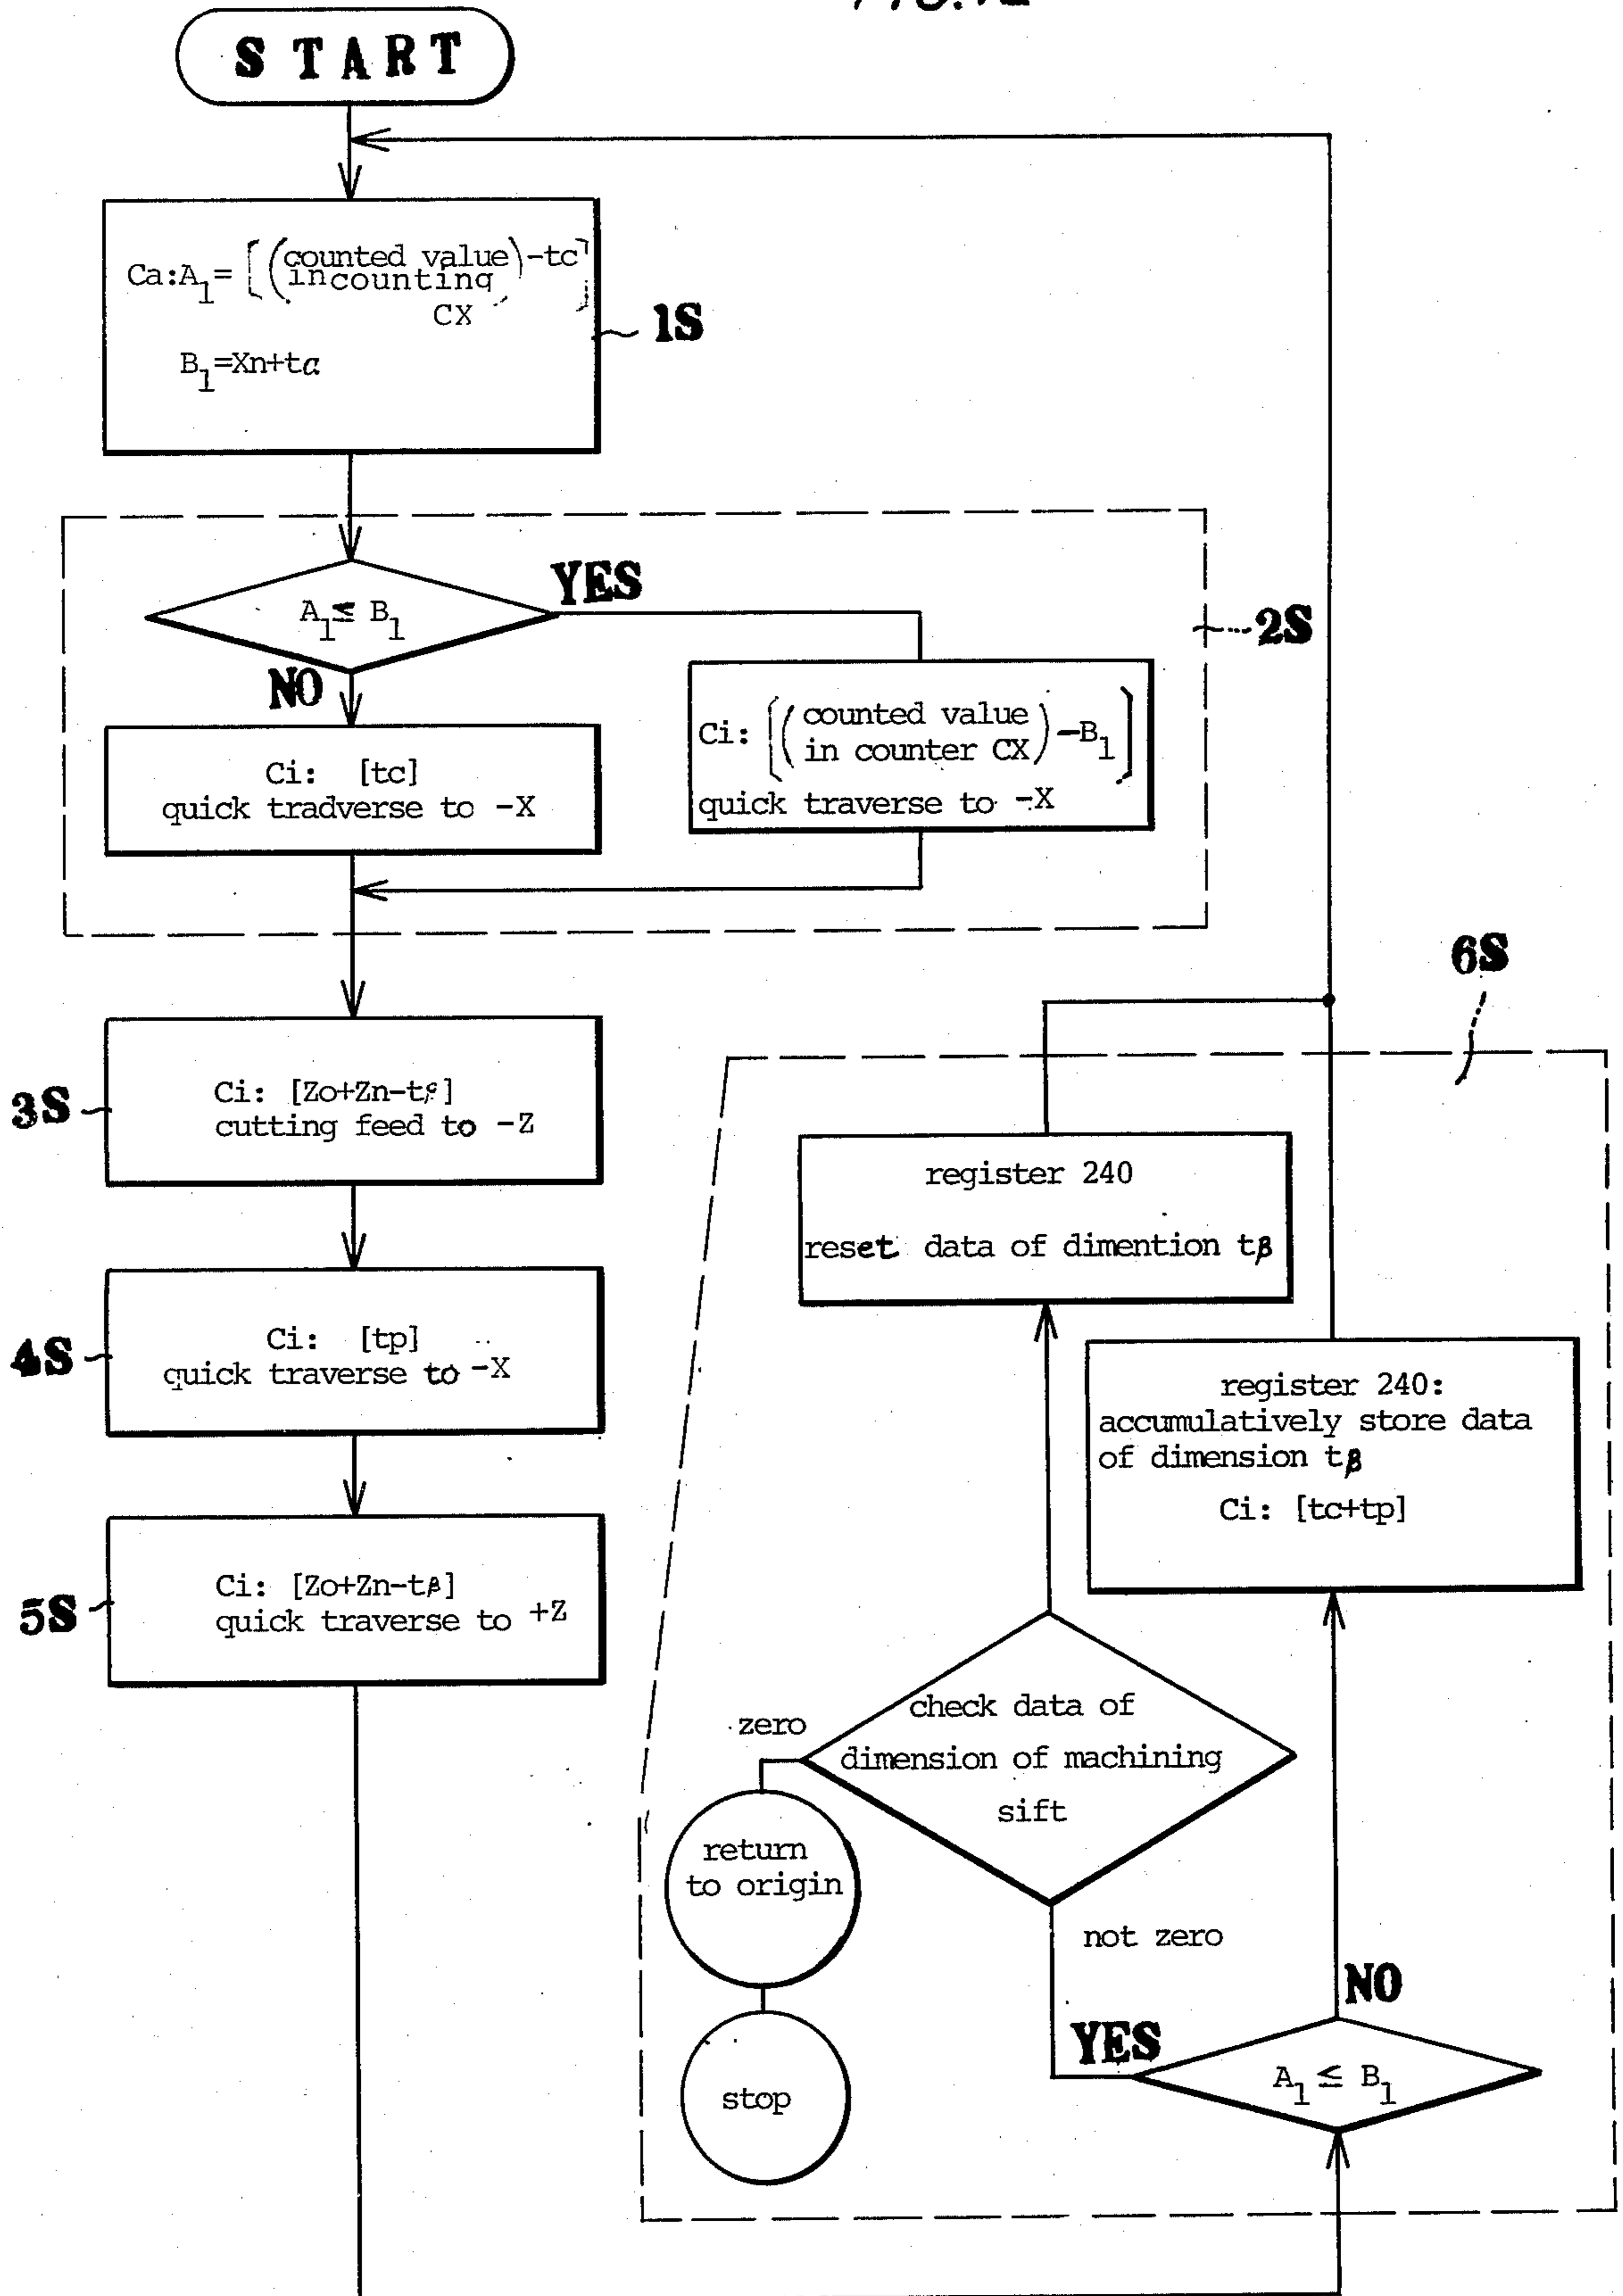 START
Ca:A1= [(counted value)-tc]
in counting
CX
B1=Xn+tα
1S
A1≤ B1
YES
NO
2S
Ci: [tc]
quick tradverse to -X
Ci: [(counted value
in counter CX)-B1]
quick traverse to -X
3S
Ci: [Zo+Zn-tβ]
cutting feed to -Z
4S
Ci: [tp]
quick traverse to -X
5S
Ci: [Zo+Zn-tβ]
quick traverse to +Z
6S
register 240
reset data of dimention tβ
register 240:
accumulatively store data
of dimension tβ
Ci: [tc+tp]
zero
check data of
dimension of machining
sift
return
to origin
not zero
stop
YES
NO
A1 ≤ B1